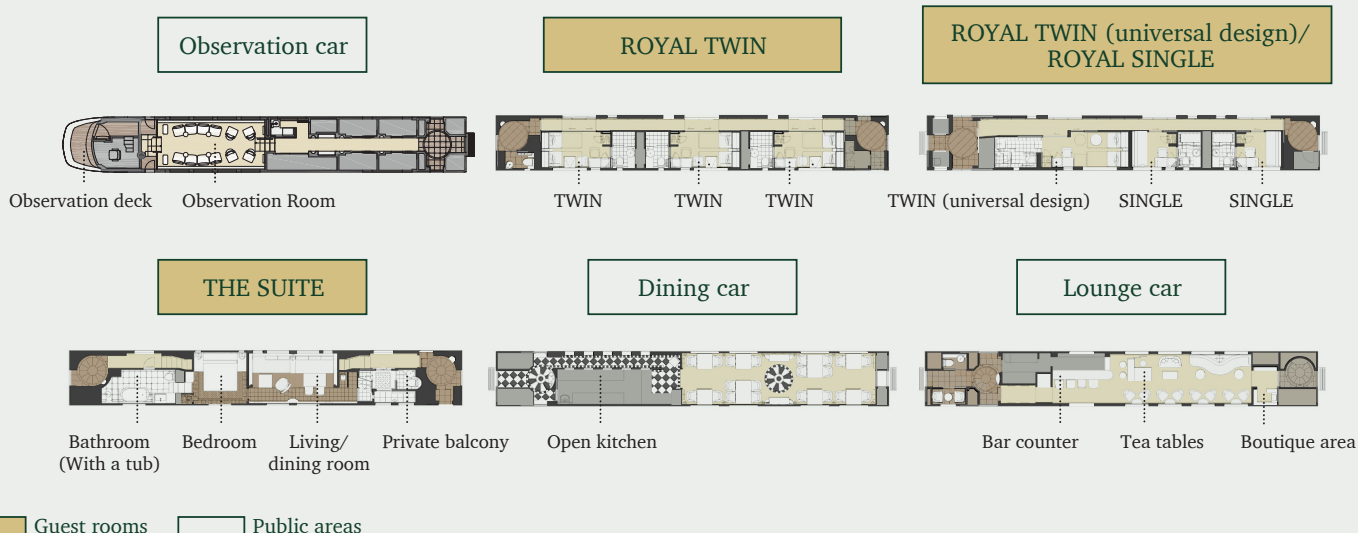 Observation car
ROYAL TWIN
ROYAL TWIN (universal design)/
ROYAL SINGLE
Observation deck
Observation Room
TWIN
TWIN
TWIN
TWIN (universal design)
SINGLE
SINGLE
THE SUITE
Dining car
Lounge car
Bathroom
(With a tub)
Bedroom
Living/
dining room
Private balcony
Open kitchen
Bar counter
Tea tables
Boutique area
Guest rooms
Public areas